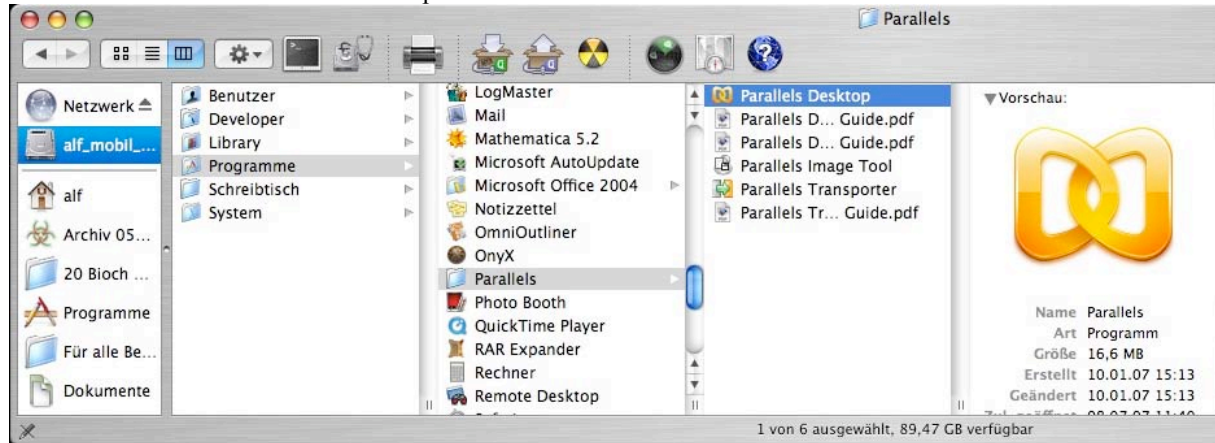 Parallels
Netzwerk
alf_mobil_...
alf
Archiv 05...
20 Bioch ...
Programme
Für alle Be...
Dokumente
Benutzer
Developer
Library
Programme
Schreibtisch
System
LogMaster
Mail
Mathematica 5.2
Microsoft AutoUpdate
Microsoft Office 2004
Notizzettel
OmniOutliner
OnyX
Parallels
Photo Booth
QuickTime Player
RAR Expander
Rechner
Remote Desktop
Parallels Desktop
Parallels D... Guide.pdf
Parallels D... Guide.pdf
Parallels Image Tool
Parallels Transporter
Parallels Tr... Guide.pdf
Vorschau:
Name Parallels
Art Programm
Größe 16,6 MB
Erstellt 10.01.07 15:13
Geändert 10.01.07 15:13
1 von 6 ausgewählt, 89,47 GB verfügbar